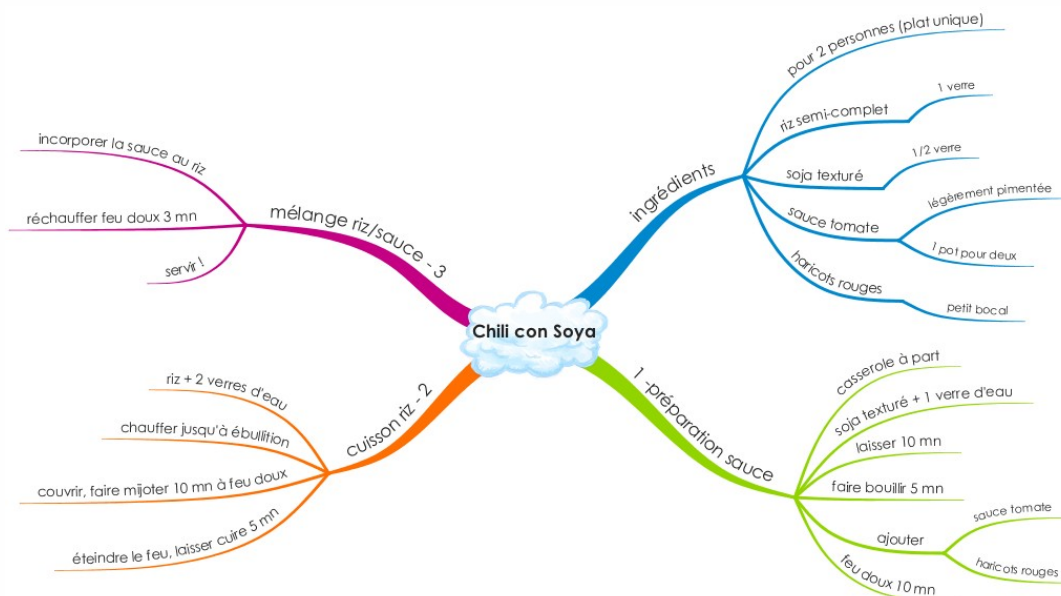 Chili con Soya
ingrédients
pour 2 personnes (plat unique)
riz semi-complet
1 verre
soja texturé
1/2 verre
sauce tomate
légèrement pimentée
1 pot pour deux
haricots rouges
petit bocal
1 -préparation sauce
casserole à part
soja texturé + 1 verre d'eau
laisser 10 mn
faire bouillir 5 mn
ajouter
sauce tomate
haricots rouges
feu doux 10 mn
cuisson riz - 2
riz + 2 verres d'eau
chauffer jusqu'à ébullition
couvrir, faire mijoter 10 mn à feu doux
éteindre le feu, laisser cuire 5 mn
mélange riz/sauce - 3
incorporer la sauce au riz
réchauffer feu doux 3 mn
servir !